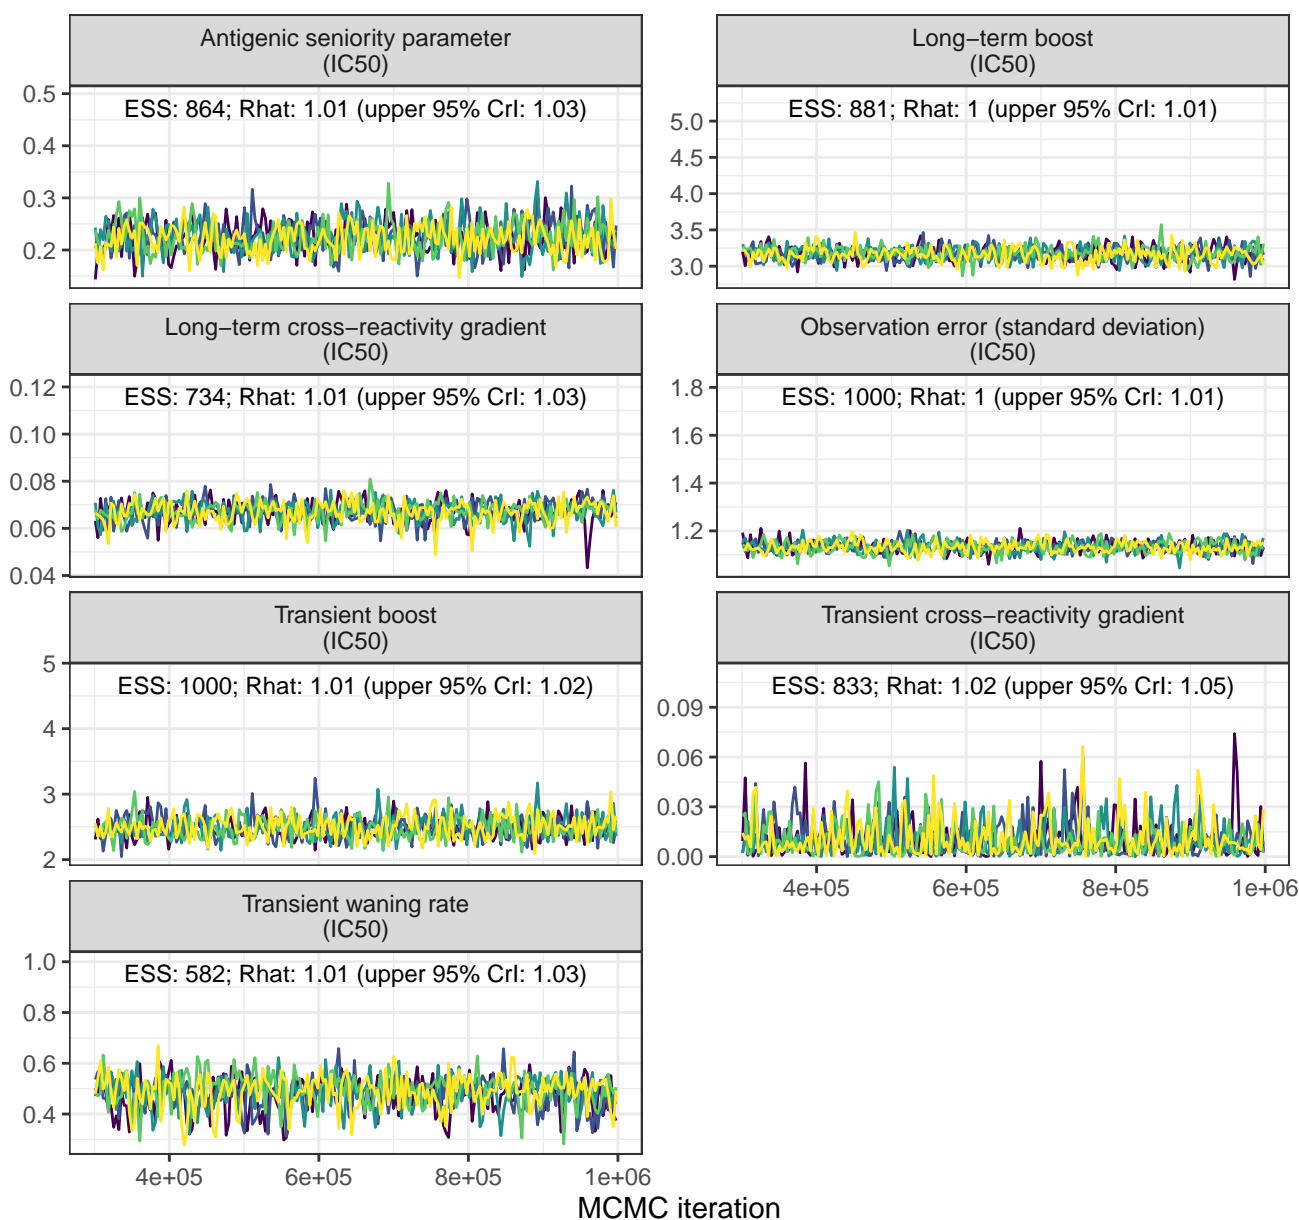 Antigenic seniority parameter
(IC50)
ESS: 864; Rhat: 1.01 (upper 95% CrI: 1.03)
0.5
0.4
0.3
0.2
Long−term boost
(IC50)
ESS: 881; Rhat: 1 (upper 95% CrI: 1.01)
5.0
4.5
4.0
3.5
3.0
Long−term cross−reactivity gradient
(IC50)
ESS: 734; Rhat: 1.01 (upper 95% CrI: 1.03)
0.12
0.10
0.08
0.06
0.04
Observation error (standard deviation)
(IC50)
ESS: 1000; Rhat: 1 (upper 95% CrI: 1.01)
1.8
1.6
1.4
1.2
Transient boost
(IC50)
ESS: 1000; Rhat: 1.01 (upper 95% CrI: 1.02)
5
4
3
2
Transient cross−reactivity gradient
(IC50)
ESS: 833; Rhat: 1.02 (upper 95% CrI: 1.05)
0.09
0.06
0.03
0.00
4e+05 6e+05 8e+05 1e+06
Transient waning rate
(IC50)
ESS: 582; Rhat: 1.01 (upper 95% CrI: 1.03)
1.0
0.8
0.6
0.4
4e+05 6e+05 8e+05 1e+06
MCMC iteration